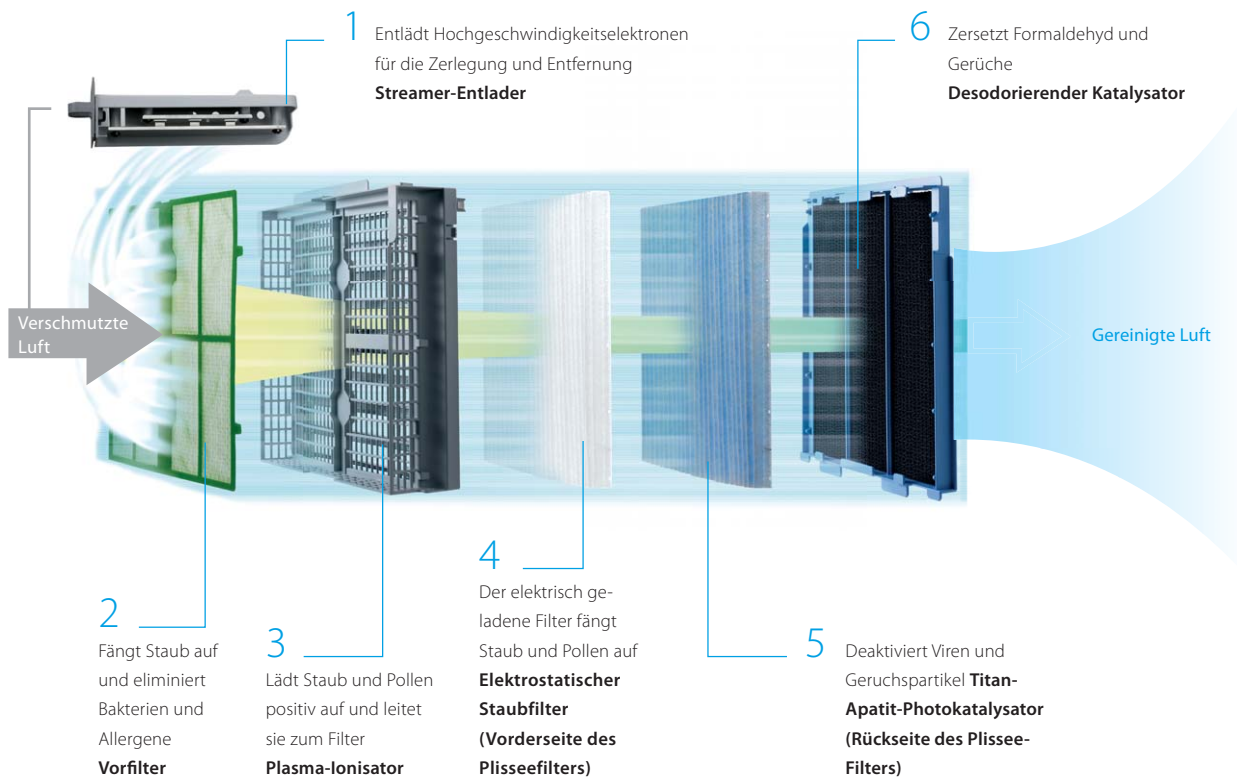 1
Entlädt Hochgeschwindigkeitselektronen
für die Zerlegung und Entfernung
Streamer-Entlader
6
Zersetzt Formaldehyd und
Gerüche
Desodorierender Katalysator
Verschmutzte
Luft
Gereinigte Luft
2
Fängt Staub auf
und eliminiert
Bakterien und
Allergene
Vorfilter
3
Lädt Staub und Pollen
positiv auf und leitet
sie zum Filter
Plasma-Ionisator
4
Der elektrisch ge-
ladene Filter fängt
Staub und Pollen auf
Elektrostatischer
Staubfilter
(Vorderseite des
Plisseefilters)
5
Deaktiviert Viren und
Geruchspartikel Titan-
Apatit-Photokatalysator
(Rückseite des Plissee-
Filters)